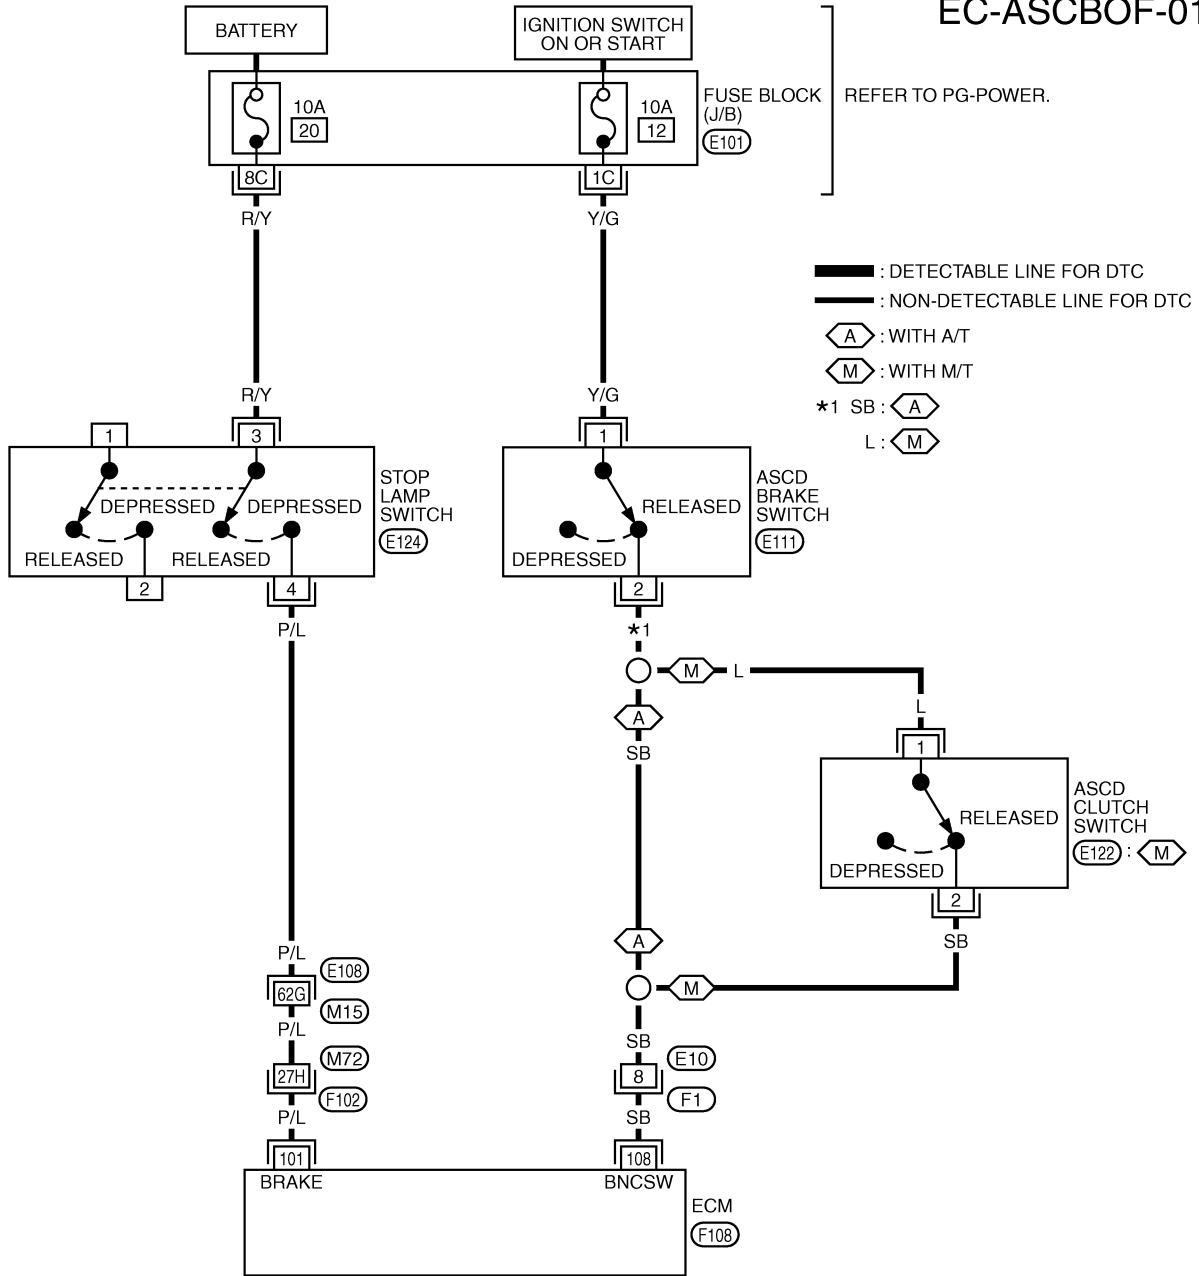 EC-ASCBOF-01
BATTERY
IGNITION SWITCH
ON OR START
10A
20
10A
12
FUSE BLOCK
(J/B)
E101
REFER TO PG-POWER.
8C
1C
R/Y
Y/G
: DETECTABLE LINE FOR DTC
: NON-DETECTABLE LINE FOR DTC
A : WITH A/T
M : WITH M/T
*1 SB : A
L : M
R/Y
Y/G
1
3
DEPRESSED
DEPRESSED
RELEASED
RELEASED
2
4
STOP
LAMP
SWITCH
E124
1
RELEASED
DEPRESSED
2
ASCD
BRAKE
SWITCH
E111
P/L
*1
M
L
A
SB
L
1
RELEASED
DEPRESSED
2
ASCD
CLUTCH
SWITCH
E122 : M
SB
A
M
P/L
E108
62G
M15
P/L
M72
27H
F102
P/L
SB
E10
8
F1
SB
101
108
BRAKE
BNCSW
ECM
F108